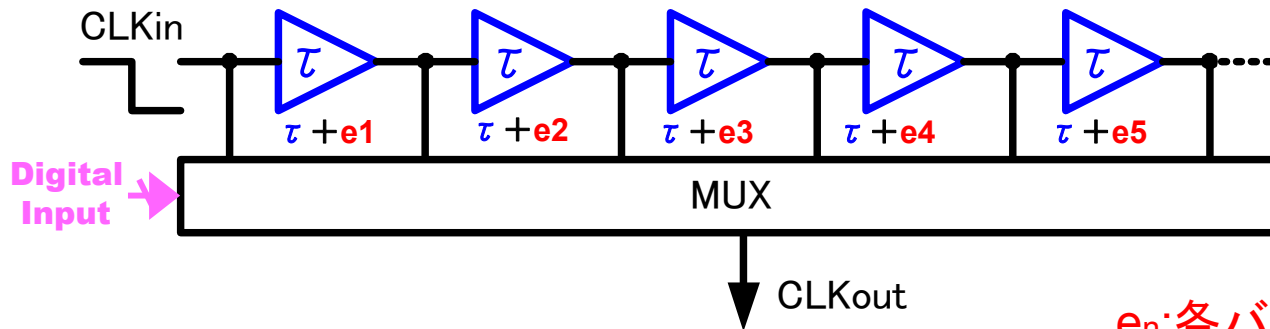 CLKin
τ τ τ τ τ
τ+e1 τ+e2 τ+e3 τ+e4 τ+e5
Digital
Input
MUX
CLKout
en:各バ